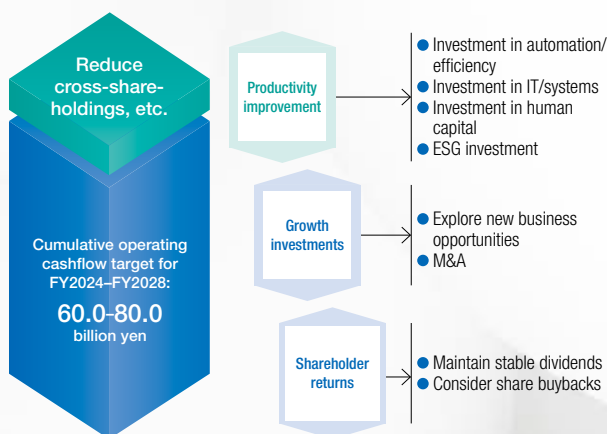 Reduce
cross-share-
holdings, etc.
Cumulative operating
cashflow target for
FY2024–FY2028:
60.0-80.0
billion yen
Productivity
improvement
● Investment in automation/
efficiency
● Investment in IT/systems
● Investment in human
capital
● ESG investment
Growth
investments
● Explore new business
opportunities
● M&A
Shareholder
returns
● Maintain stable dividends
● Consider share buybacks